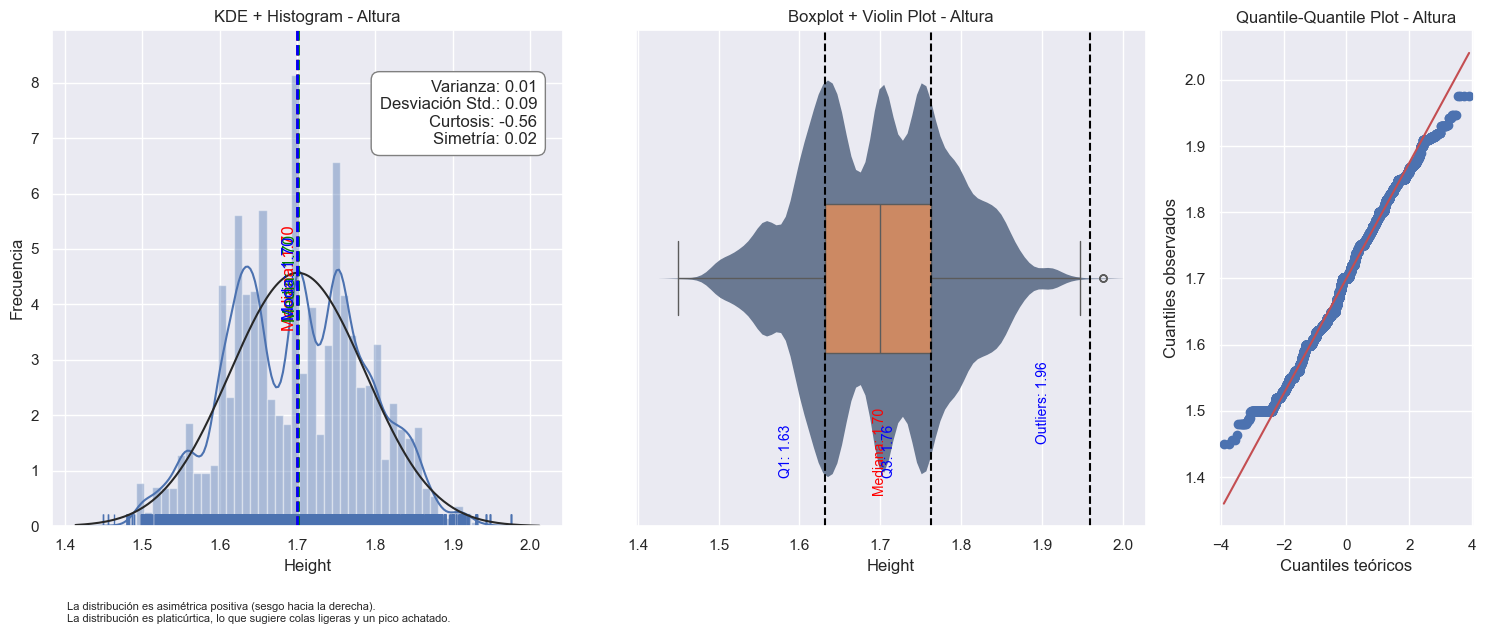 KDE + Histogram - Altura
Varianza: 0.01
Desviación Std.: 0.09
Curtosis: -0.56
Simetría: 0.02
Frecuencia
8
7
6
5
4
3
2
1
0
1.4 1.5 1.6 1.7 1.8 1.9 2.0
Height
La distribución es asimétrica positiva (sesgo hacia la derecha).
La distribución es platicúrtica, lo que sugiere colas ligeras y un pico achatado.
Boxplot + Violin Plot - Altura
Q1: 1.63
Mediana: 1.70
Q3: 1.76
Outliers: 1.96
1.4 1.5 1.6 1.7 1.8 1.9 2.0
Height
Quantile-Quantile Plot - Altura
Cuantiles observados
2.0
1.9
1.8
1.7
1.6
1.5
1.4
−4 −2 0 2 4
Cuantiles teóricos